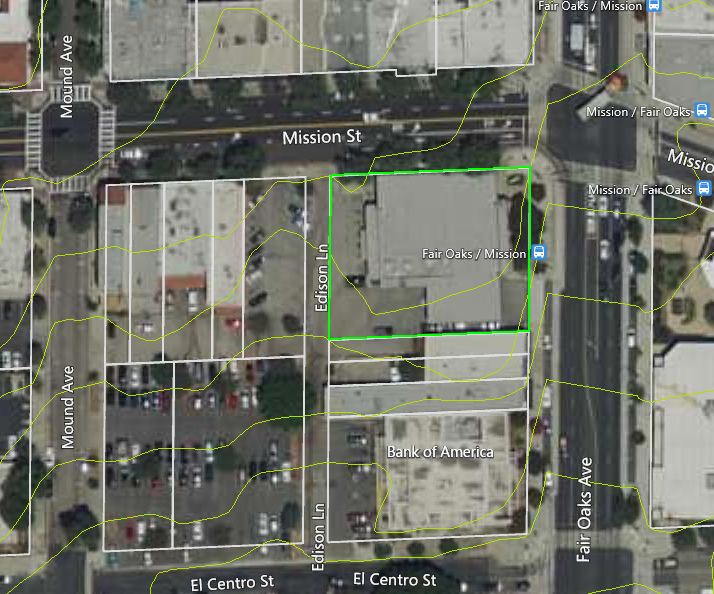 Fair Oaks / Mission
Mound Ave
Mission / Fair Oaks
Mission St
Missio
Mission / Fair Oaks
Edison Ln
Fair Oaks / Mission
Mound Ave
Bank of America
Fair Oaks Ave
Edison Ln
El Centro St
El Centro St